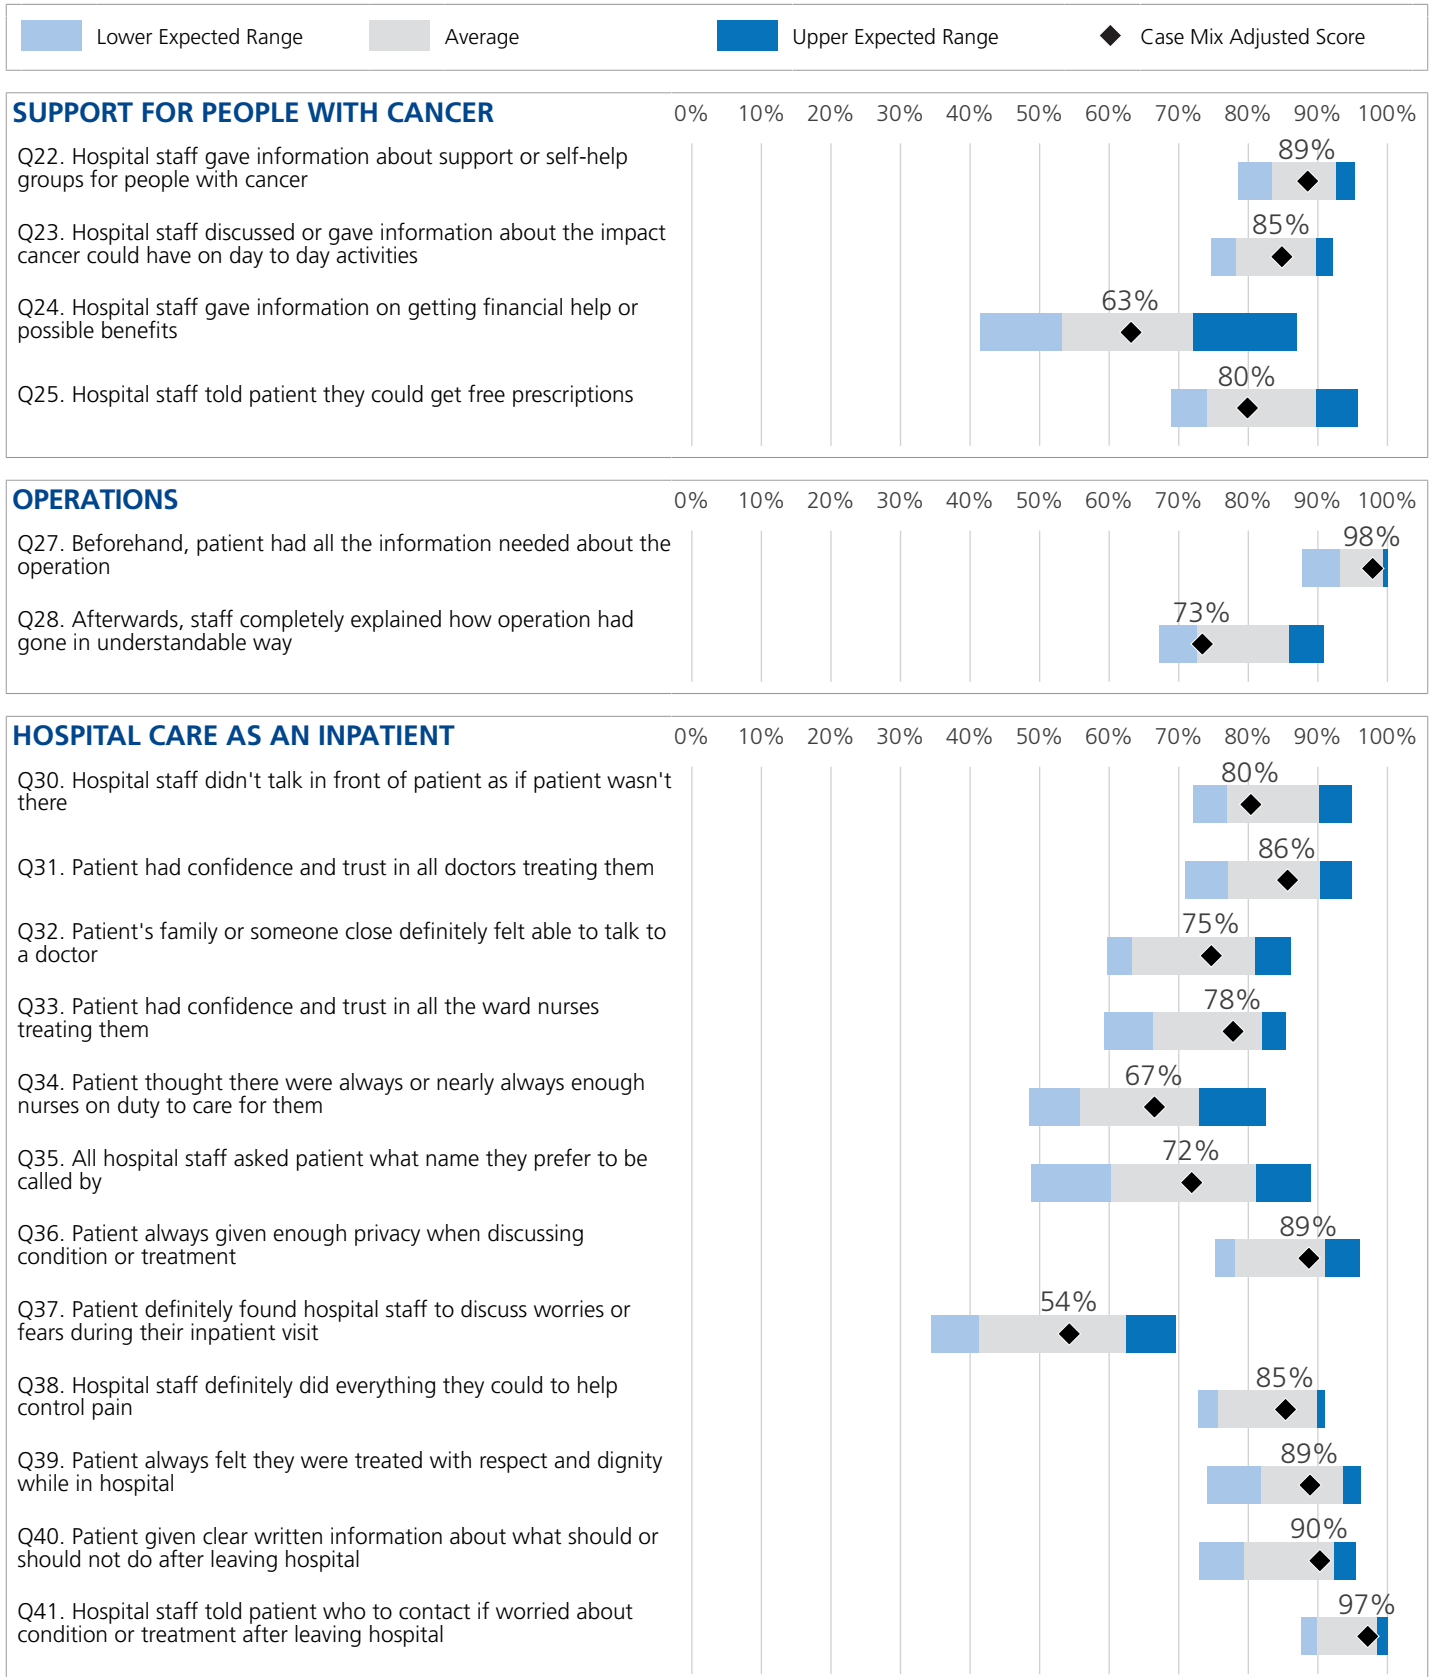 Lower Expected Range Average Upper Expected Range Case Mix Adjusted Score
SUPPORT FOR PEOPLE WITH CANCER 0% 10% 20% 30% 40% 50% 60% 70% 80% 90% 100%
Q22. Hospital staff gave information about support or self-help
groups for people with cancer
89%
Q23. Hospital staff discussed or gave information about the impact
cancer could have on day to day activities
85%
Q24. Hospital staff gave information on getting financial help or
possible benefits
63%
Q25. Hospital staff told patient they could get free prescriptions
80%
OPERATIONS 0% 10% 20% 30% 40% 50% 60% 70% 80% 90% 100%
Q27. Beforehand, patient had all the information needed about the
operation
98%
Q28. Afterwards, staff completely explained how operation had
gone in understandable way
73%
HOSPITAL CARE AS AN INPATIENT 0% 10% 20% 30% 40% 50% 60% 70% 80% 90% 100%
Q30. Hospital staff didn't talk in front of patient as if patient wasn't
there
80%
Q31. Patient had confidence and trust in all doctors treating them
86%
Q32. Patient's family or someone close definitely felt able to talk to
a doctor
75%
Q33. Patient had confidence and trust in all the ward nurses
treating them
78%
Q34. Patient thought there were always or nearly always enough
nurses on duty to care for them
67%
Q35. All hospital staff asked patient what name they prefer to be
called by
72%
Q36. Patient always given enough privacy when discussing
condition or treatment
89%
Q37. Patient definitely found hospital staff to discuss worries or
fears during their inpatient visit
54%
Q38. Hospital staff definitely did everything they could to help
control pain
85%
Q39. Patient always felt they were treated with respect and dignity
while in hospital
89%
Q40. Patient given clear written information about what should or
should not do after leaving hospital
90%
Q41. Hospital staff told patient who to contact if worried about
condition or treatment after leaving hospital
97%